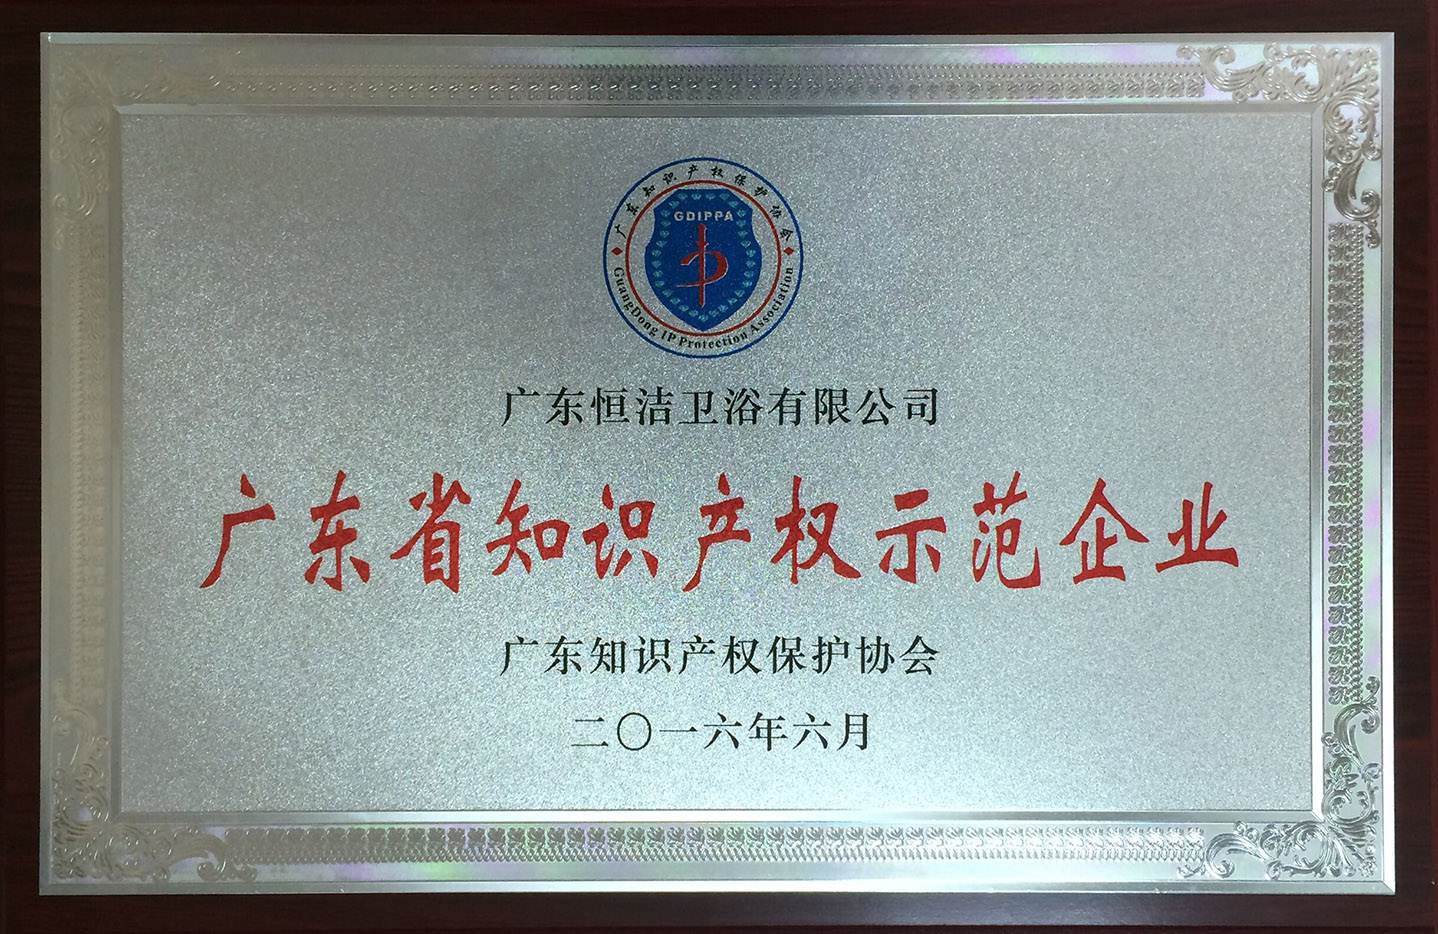 广东知识产权保护协会
GDIPPA
GuangDong IP Protection Association
广东恒洁卫浴有限公司
广东省知识产权示范企业
广东知识产权保护协会
二〇一六年六月